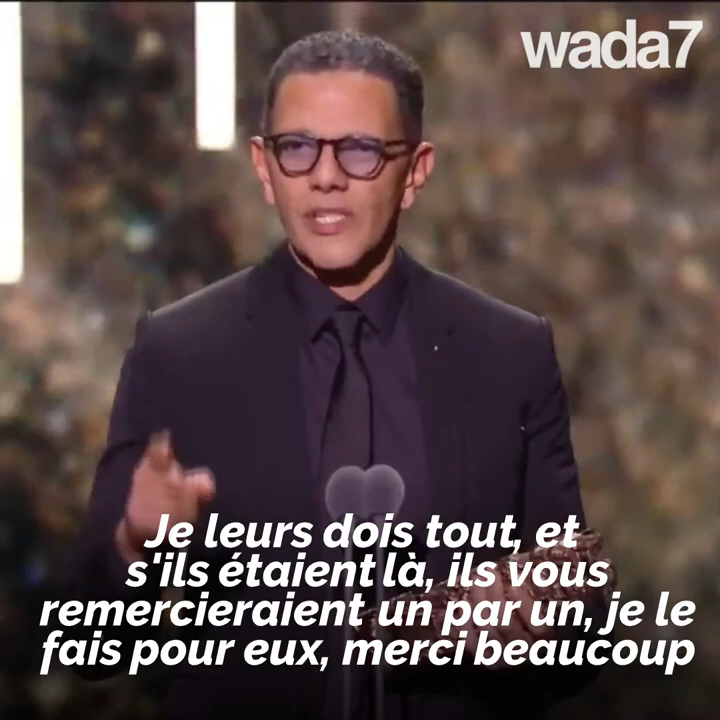 wada7
Je leurs dois tout, et
s'ils étaient là, ils vous
remercieraient un par un, je le
fais pour eux, merci beaucoup